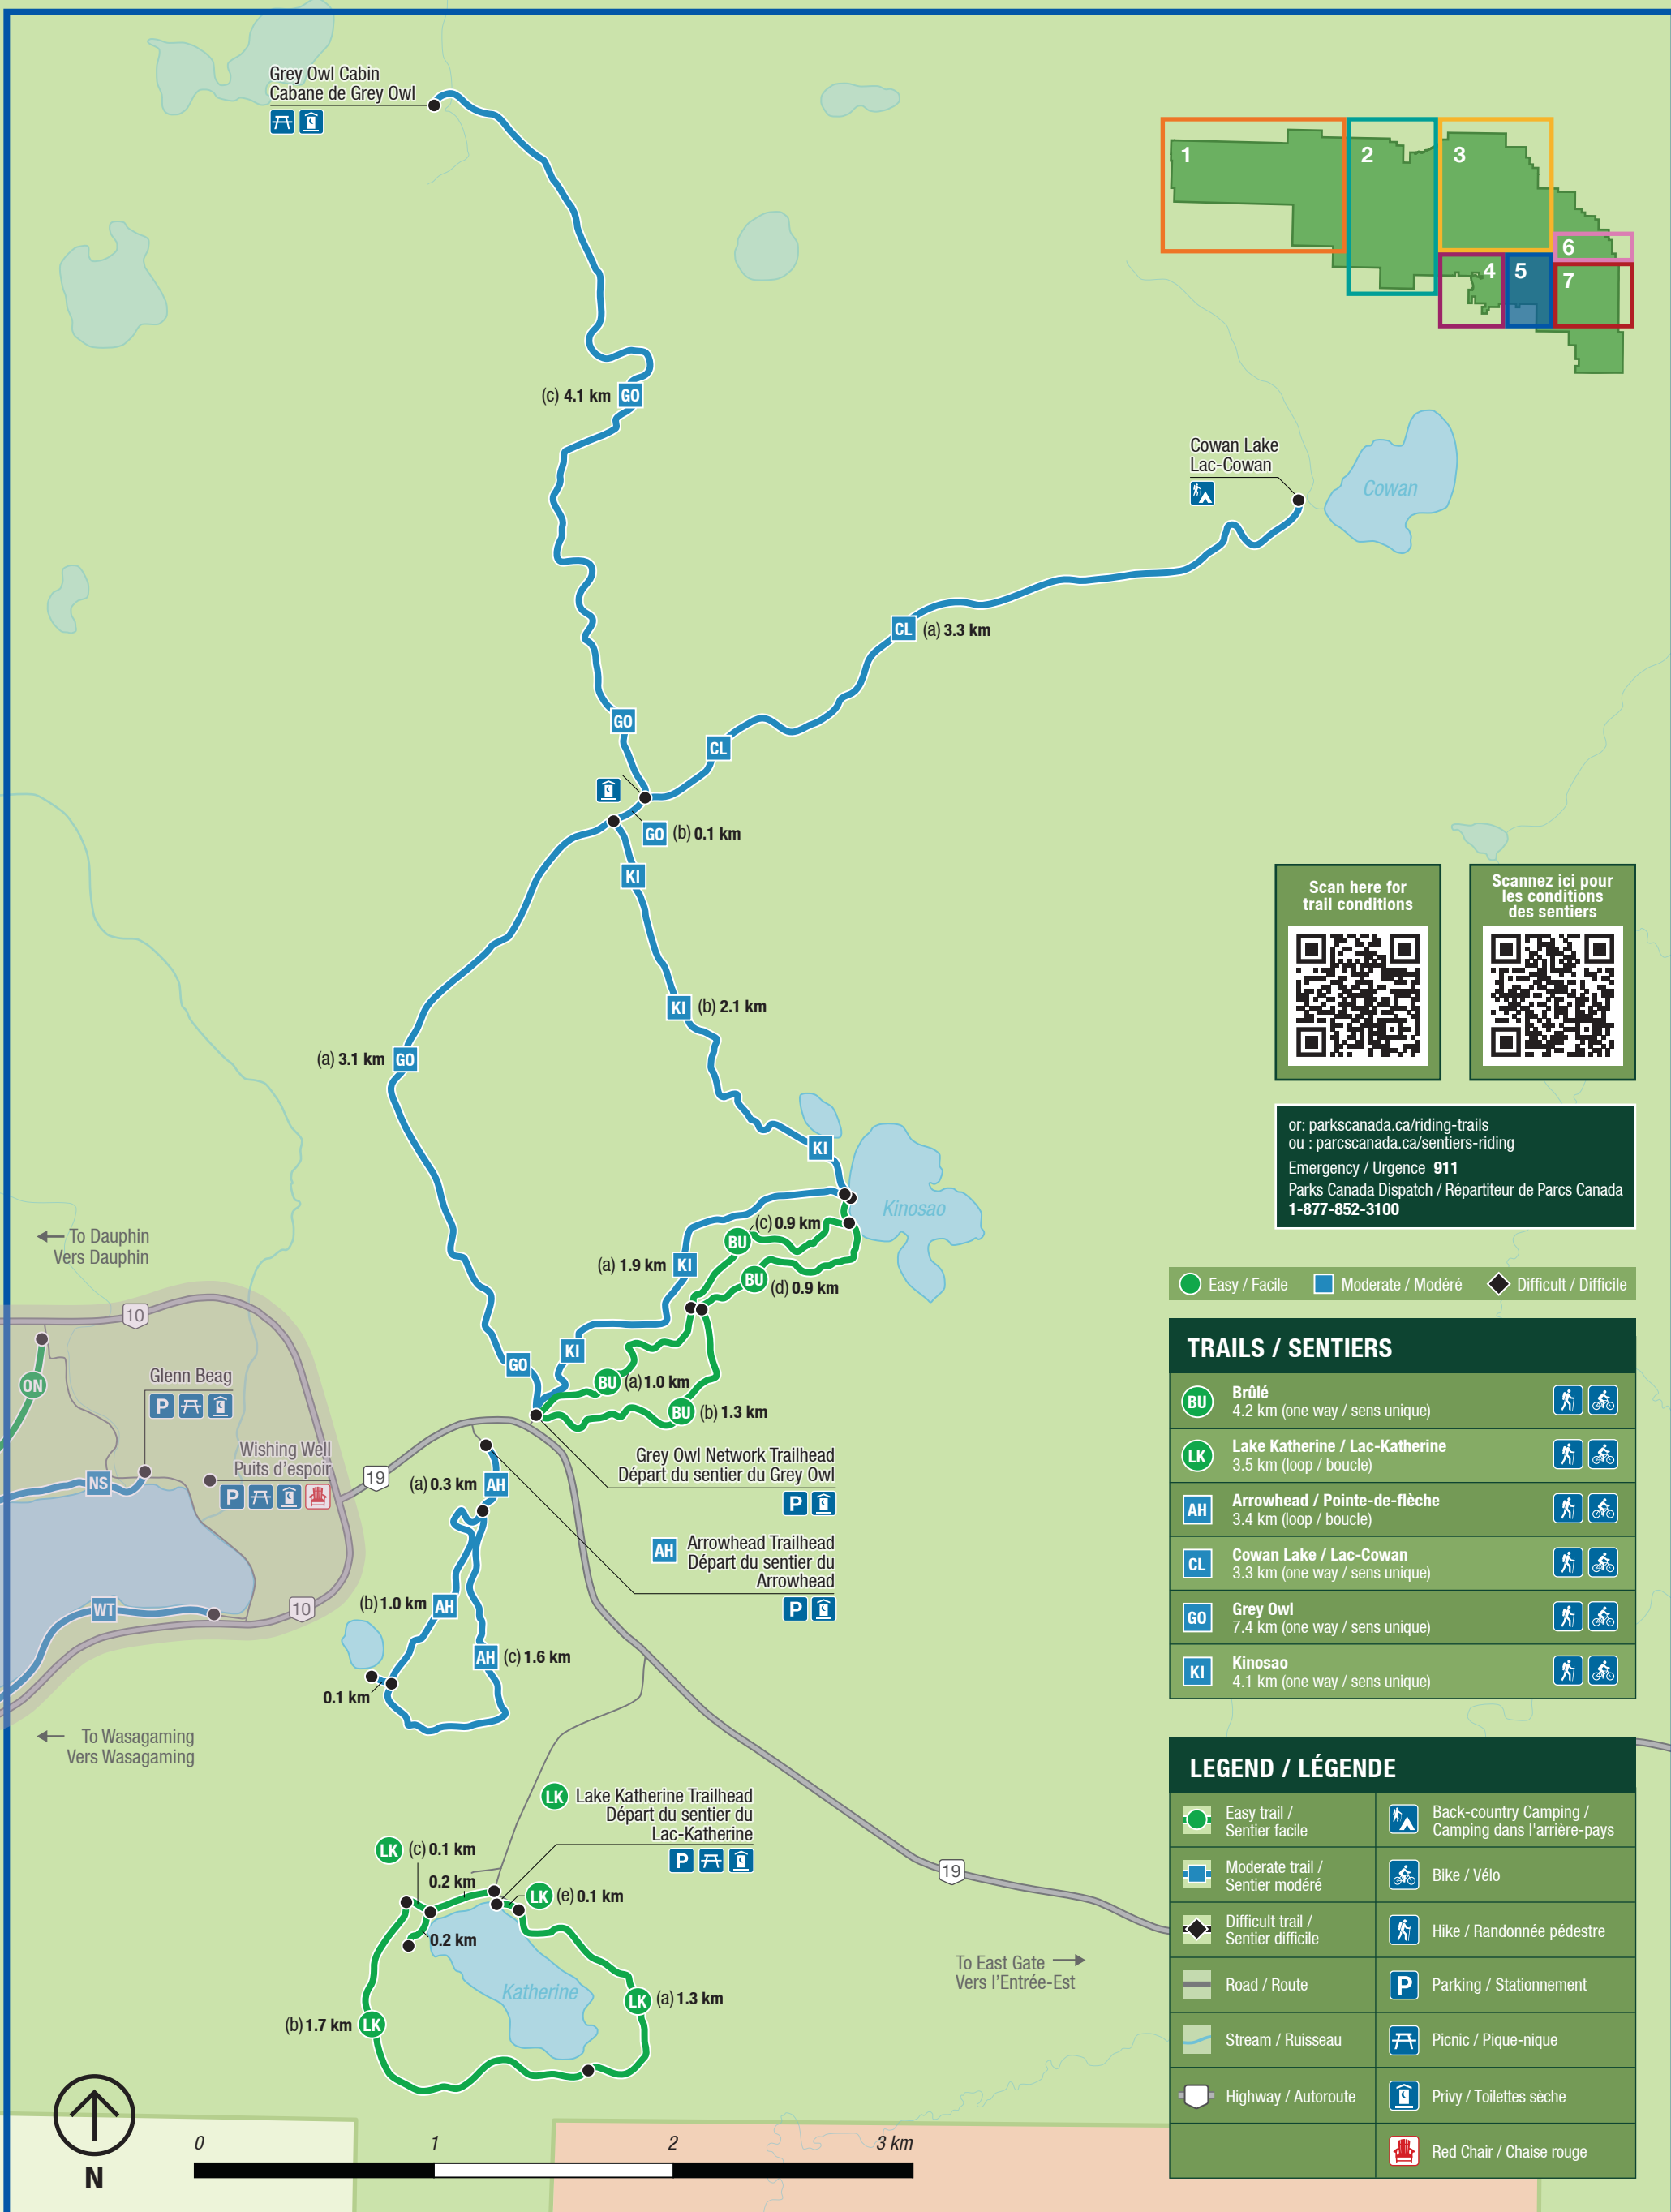 Grey Owl Cabin
Cabane de Grey Owl
1
2
3
4
5
6
7
(c) 4.1 km
GO
Cowan Lake
Lac-Cowan
Cowan
CL
(a) 3.3 km
GO
CL
GO
(b) 0.1 km
KI
Scan here for
trail conditions
Scannez ici pour
les conditions
des sentiers
KI
(b) 2.1 km
(a) 3.1 km
GO
or: parkscanada.ca/riding-trails
ou : parcscanada.ca/sentiers-riding
Emergency / Urgence 911
Parks Canada Dispatch / Répartiteur de Parcs Canada
1-877-852-3100
KI
Kinosao
(c) 0.9 km
BU
(a) 1.9 km
KI
BU
(d) 0.9 km
To Dauphin
Vers Dauphin
10
ON
Glenn Beag
P
Wishing Well
Puits d'espoir
P
NS
19
WT
10
To Wasagaming
Vers Wasagaming
GO
KI
BU
(a) 1.0 km
BU
(b) 1.3 km
Grey Owl Network Trailhead
Départ du sentier du Grey Owl
P
(a) 0.3 km
AH
AH
Arrowhead Trailhead
Départ du sentier du
Arrowhead
P
(b) 1.0 km
AH
AH
(c) 1.6 km
0.1 km
LK
Lake Katherine Trailhead
Départ du sentier du
Lac-Katherine
P
LK
(c) 0.1 km
0.2 km
LK
(e) 0.1 km
0.2 km
Katherine
LK
(a) 1.3 km
(b) 1.7 km
LK
19
To East Gate
Vers l'Entrée-Est
Easy / Facile
Moderate / Modéré
Difficult / Difficile
TRAILS / SENTIERS
BU
Brûlé
4.2 km (one way / sens unique)
LK
Lake Katherine / Lac-Katherine
3.5 km (loop / boucle)
AH
Arrowhead / Pointe-de-flèche
3.4 km (loop / boucle)
CL
Cowan Lake / Lac-Cowan
3.3 km (one way / sens unique)
GO
Grey Owl
7.4 km (one way / sens unique)
KI
Kinosao
4.1 km (one way / sens unique)
LEGEND / LÉGENDE
Easy trail /
Sentier facile
Back-country Camping /
Camping dans l'arrière-pays
Moderate trail /
Sentier modéré
Bike / Vélo
Difficult trail /
Sentier difficile
Hike / Randonnée pédestre
Road / Route
P
Parking / Stationnement
Stream / Ruisseau
Picnic / Pique-nique
Highway / Autoroute
Privy / Toilettes sèche
Red Chair / Chaise rouge
N
0
1
2
3 km